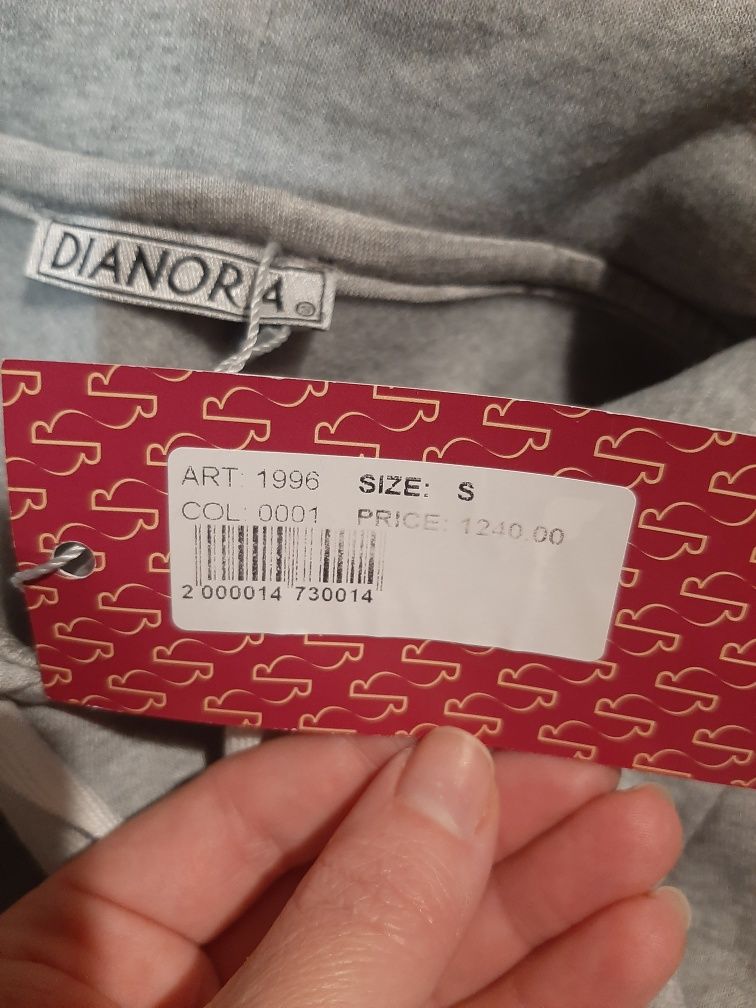 DIANORA ®
ART: 1996 SIZE: S
COL: 0001 PRICE: 1240.00
2 000014 730014